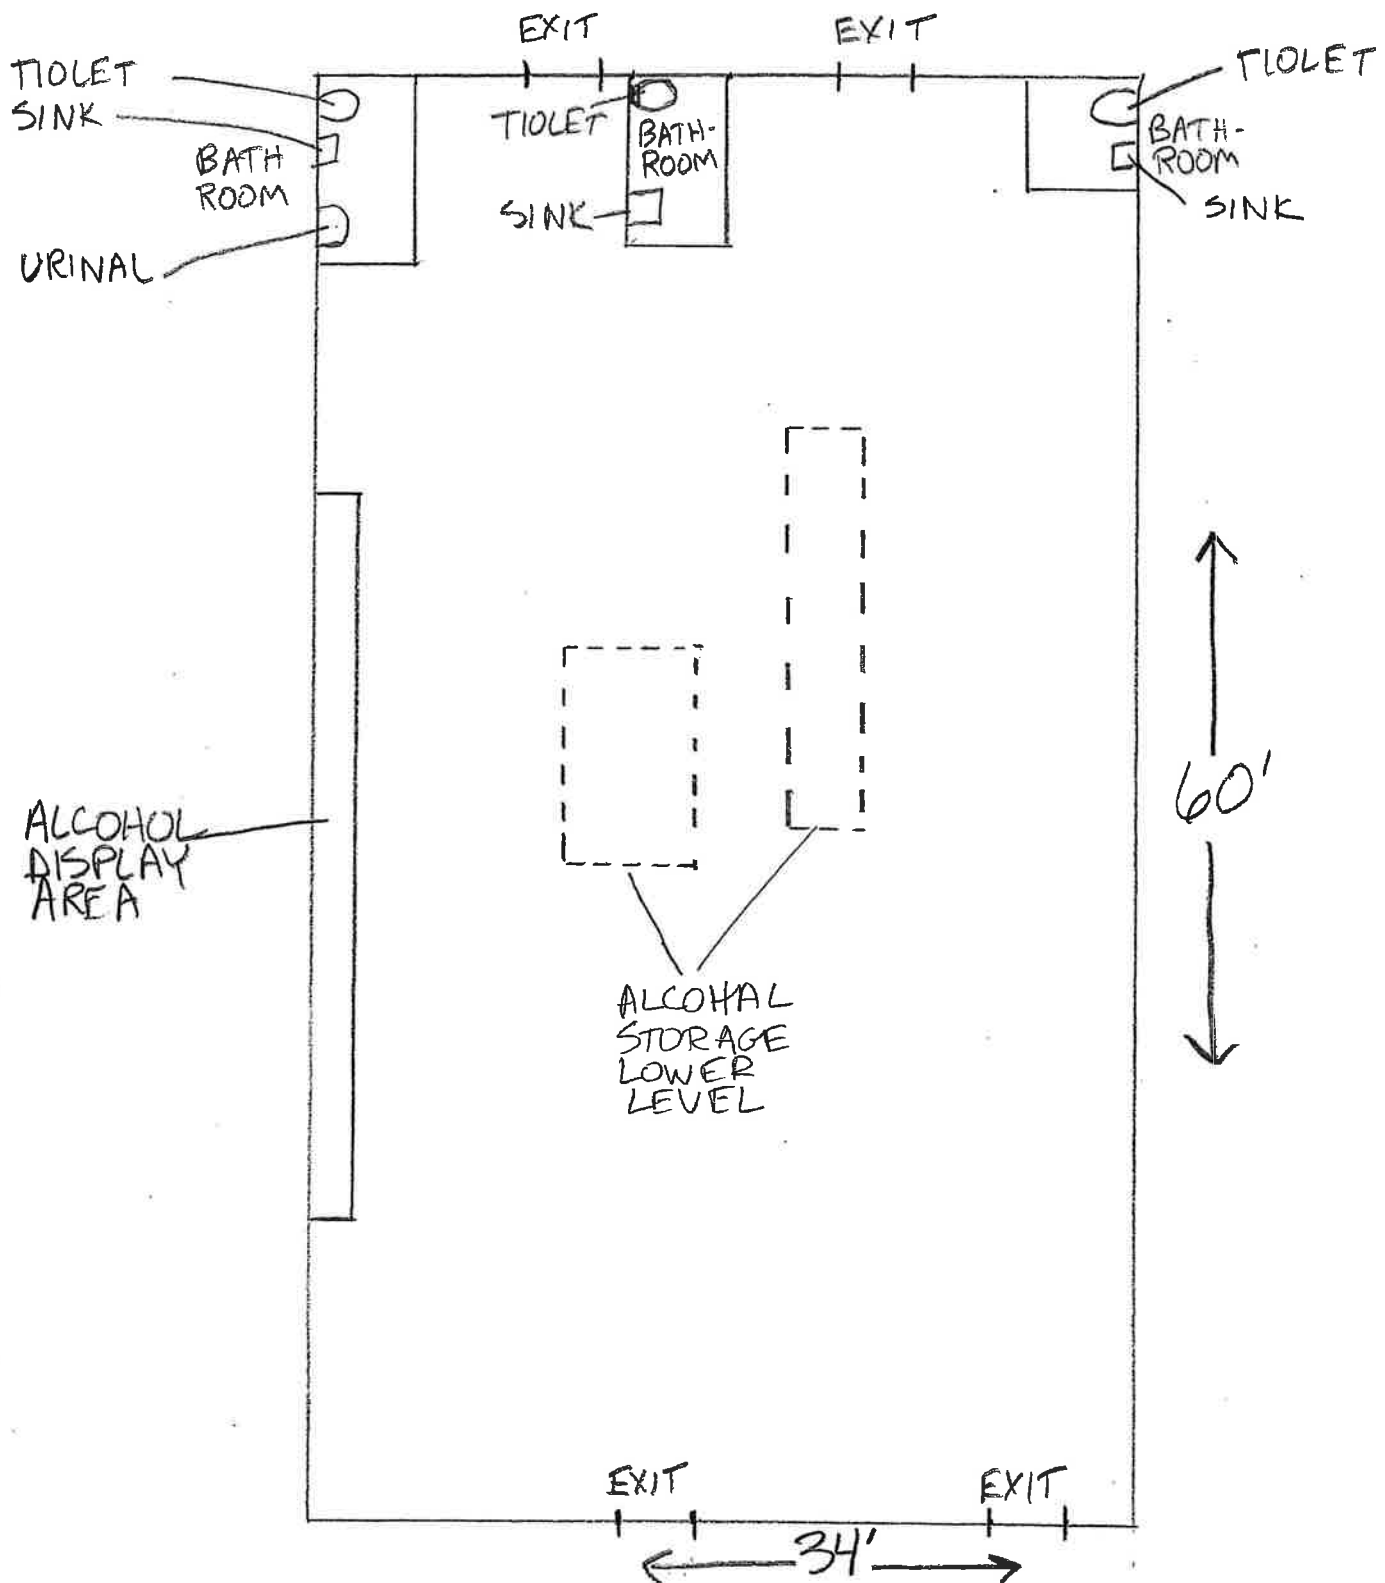 EXIT
EXIT
TIOLET
SINK
BATH
ROOM
URINAL
TIOLET
BATH-
ROOM
SINK
TIOLET
BATH-
ROOM
SINK
60'
ALCOHOL
DISPLAY
AREA
ALCOHAL
STORAGE
LOWER
LEVEL
EXIT
EXIT
34'